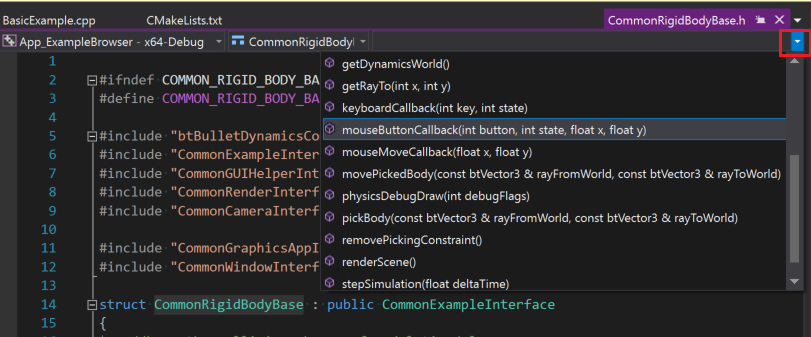 BasicExample.cpp CMakeLists.txt CommonRigidBodyBase.h
App_ExampleBrowser - x64-Debug CommonRigidBodyl
1
2 #ifndef COMMON_RIGID_BODY_BA
3 #define COMMON_RIGID_BODY_BA
4
5 #include "btBulletDynamicsCo
6 #include "CommonExampleInter
7 #include "CommonGUIHelperInt
8 #include "CommonRenderInterf
9 #include "CommonCameraInterf
10
11 #include "CommonGraphicsAppI
12 #include "CommonWindowInterf
13
14 struct CommonRigidBodyBase : public CommonExampleInterface
15 {
getDynamicsWorld()
getRayTo(int x, int y)
keyboardCallback(int key, int state)
mouseButtonCallback(int button, int state, float x, float y)
mouseMoveCallback(float x, float y)
movePickedBody(const btVector3 & rayFromWorld, const btVector3 & rayToWorld)
physicsDebugDraw(int debugFlags)
pickBody(const btVector3 & rayFromWorld, const btVector3 & rayToWorld)
removePickingConstraint()
renderScene()
stepSimulation(float deltaTime)